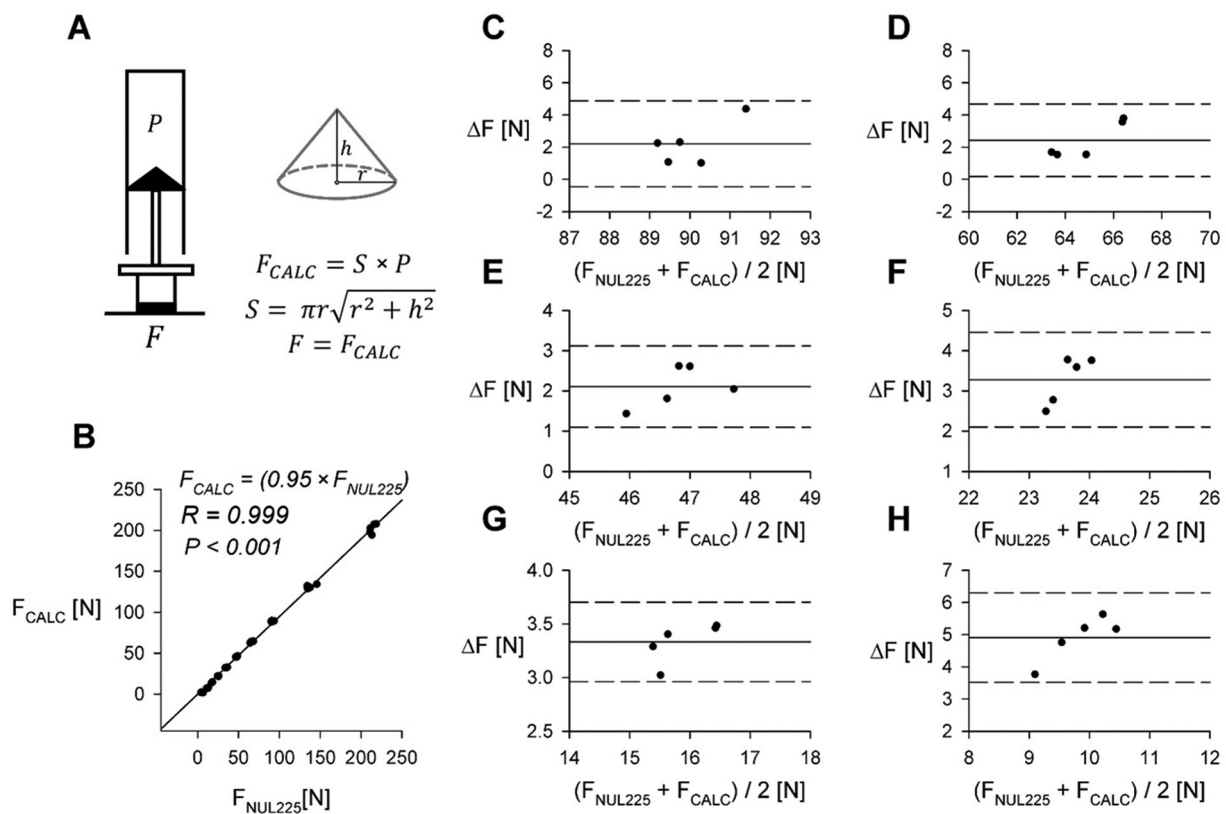 A
P
h
r
F_CALC = S × P
S = πr√(r² + h²)
F = F_CALC
F
B
F_CALC = (0.95 × F_NUL225)
R = 0.999
P < 0.001
250
200
150
100
50
0
F_CALC [N]
0 50 100 150 200 250
F_NUL225[N]
C
8
6
4
2
0
-2
ΔF [N]
87 88 89 90 91 92 93
(F_NUL225 + F_CALC) / 2 [N]
D
8
6
4
2
0
-2
ΔF [N]
60 62 64 66 68 70
(F_NUL225 + F_CALC) / 2 [N]
E
4
3
2
1
0
ΔF [N]
45 46 47 48 49
(F_NUL225 + F_CALC) / 2 [N]
F
5
4
3
2
1
ΔF [N]
22 23 24 25 26
(F_NUL225 + F_CALC) / 2 [N]
G
4.0
3.5
3.0
2.5
ΔF [N]
14 15 16 17 18
(F_NUL225 + F_CALC) / 2 [N]
H
7
6
5
4
3
2
ΔF [N]
8 9 10 11 12
(F_NUL225 + F_CALC) / 2 [N]